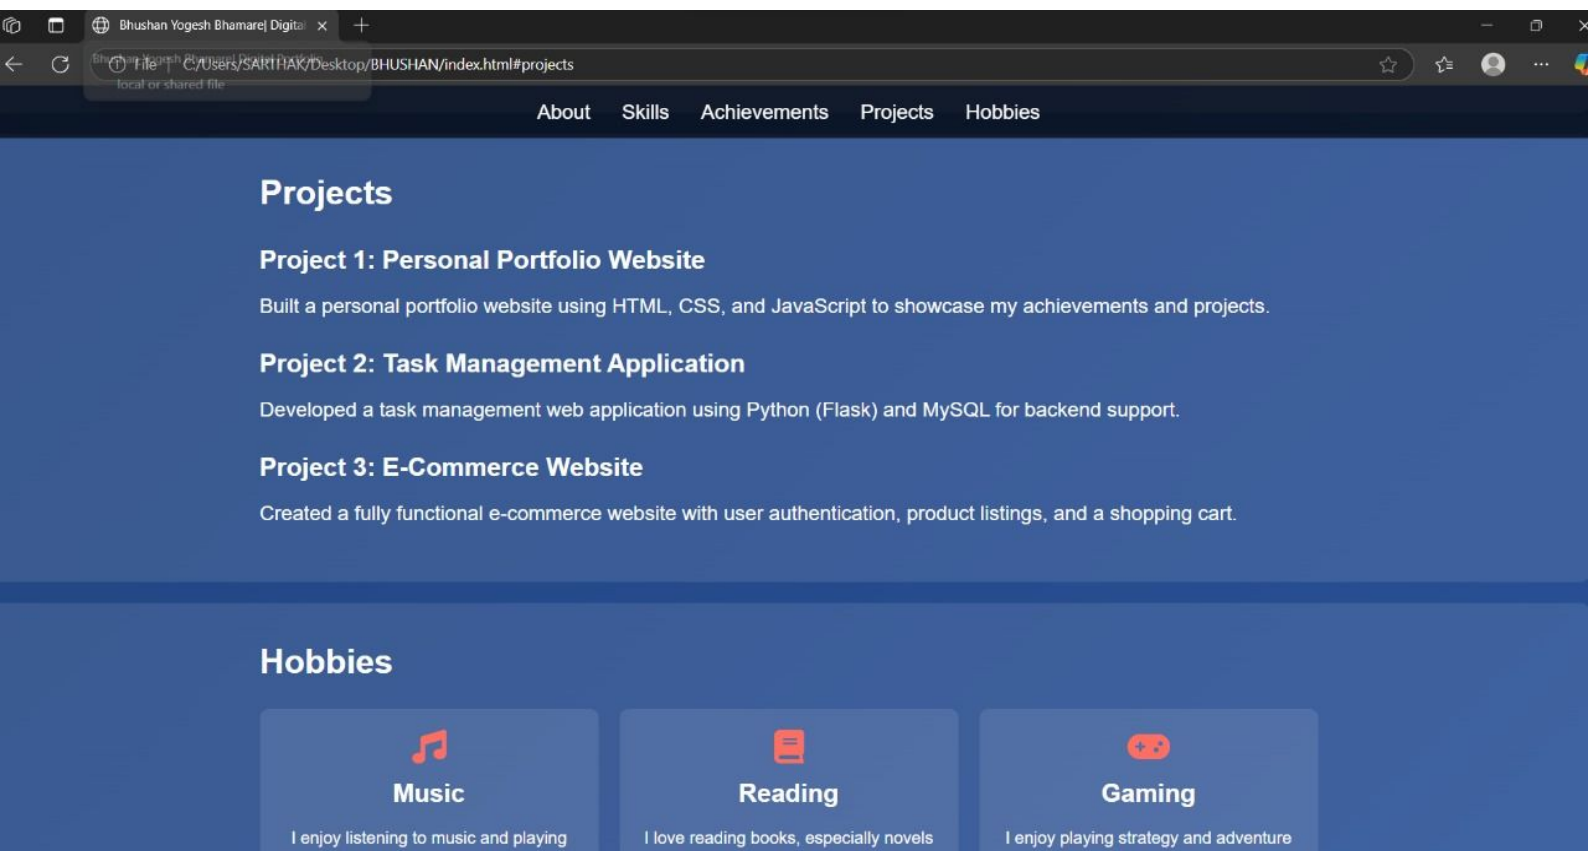 Bhushan Yogesh Bhamare| Digital
Bhushan Yogesh Bhamare| Digital Portfolio
File | C:/Users/SARTHAK/Desktop/BHUSHAN/index.html#projects
local or shared file
About Skills Achievements Projects Hobbies
Projects
Project 1: Personal Portfolio Website
Built a personal portfolio website using HTML, CSS, and JavaScript to showcase my achievements and projects.
Project 2: Task Management Application
Developed a task management web application using Python (Flask) and MySQL for backend support.
Project 3: E-Commerce Website
Created a fully functional e-commerce website with user authentication, product listings, and a shopping cart.
Hobbies
Music Reading Gaming
I enjoy listening to music and playing I love reading books, especially novels I enjoy playing strategy and adventure